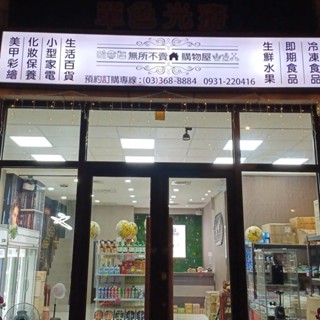 美甲彩繪
化妝保養
小型家電
生活百貨
無所不賣 購物屋
預約訂購專線：(03)368-8884 0931-220416
生鮮水果
即期食品
冷凍食品